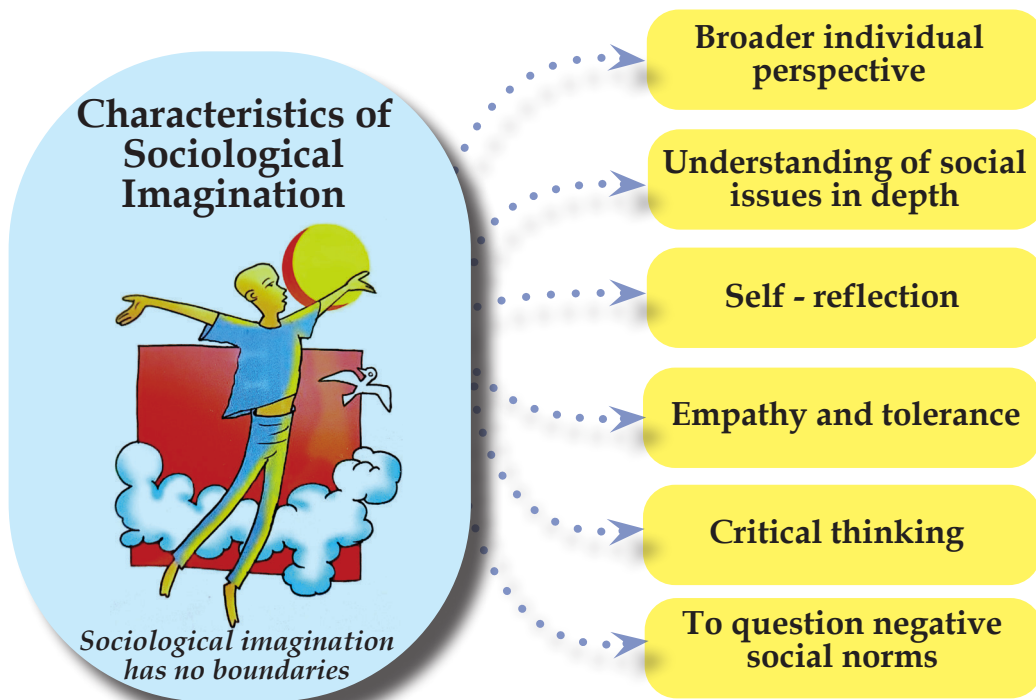 Characteristics of
Sociological
Imagination
Sociological imagination
has no boundaries
Broader individual
perspective
Understanding of social
issues in depth
Self - reflection
Empathy and tolerance
Critical thinking
To question negative
social norms